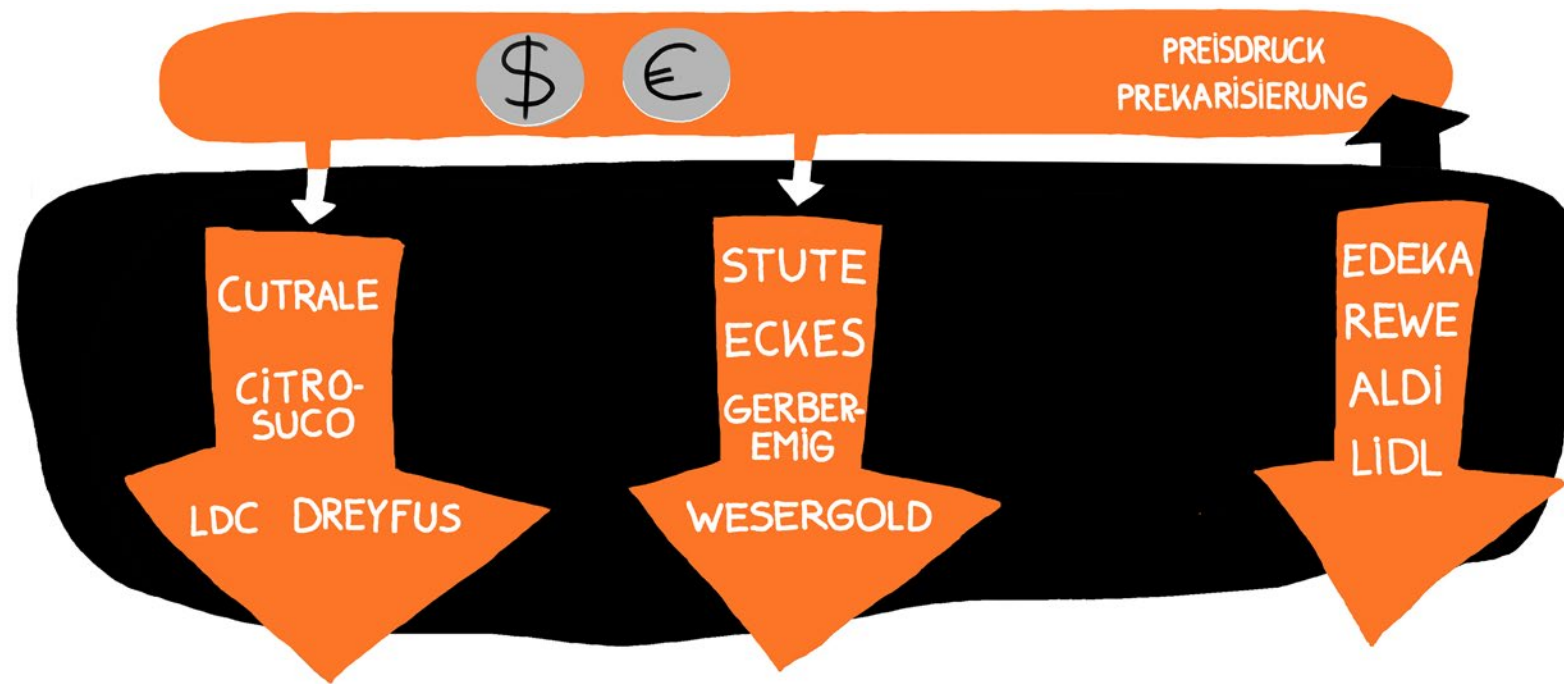 $ €
PREISDRUCK
PREKARISIERUNG
CUTRALE
CITRO-
SUCO
LDC DREYFUS
STUTE
ECKES
GERBER-
EMIG
WESERGOLD
EDEKA
REWE
ALDI
LIDL